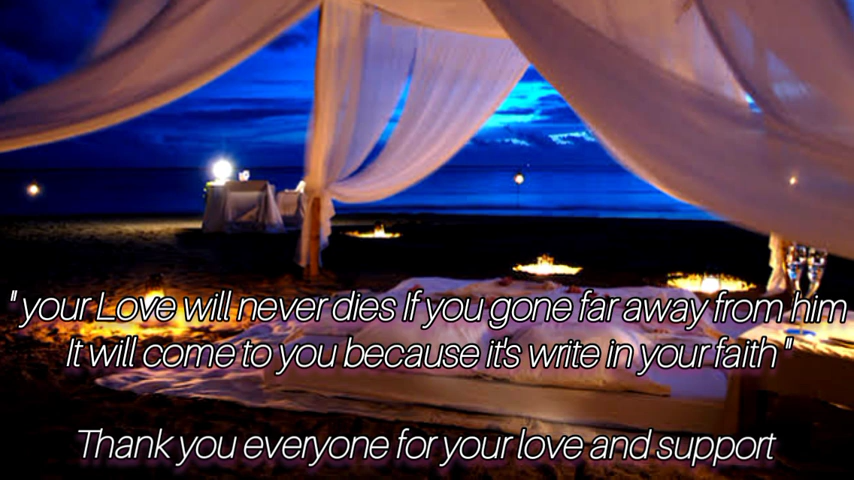 "your Love will never dies If you gone far away from him
It will come to you because it's write in your faith"
Thank you everyone for your love and support